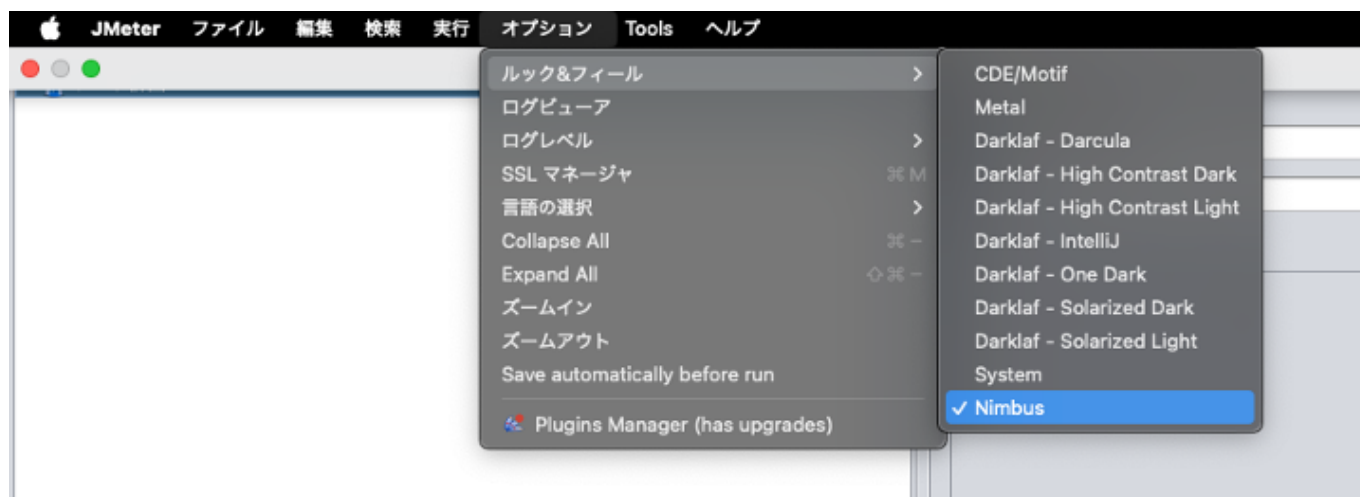 JMeter ファイル 編集 検索 実行 オプション Tools ヘルプ
ルック&フィール >
ログビューア
ログレベル >
SSL マネージャ ⌘ M
言語の選択 >
Collapse All ⌘ −
Expand All ⇧ ⌘ −
ズームイン
ズームアウト
Save automatically before run
Plugins Manager (has upgrades)
CDE/Motif
Metal
Darklaf - Darcula
Darklaf - High Contrast Dark
Darklaf - High Contrast Light
Darklaf - IntelliJ
Darklaf - One Dark
Darklaf - Solarized Dark
Darklaf - Solarized Light
System
✓ Nimbus